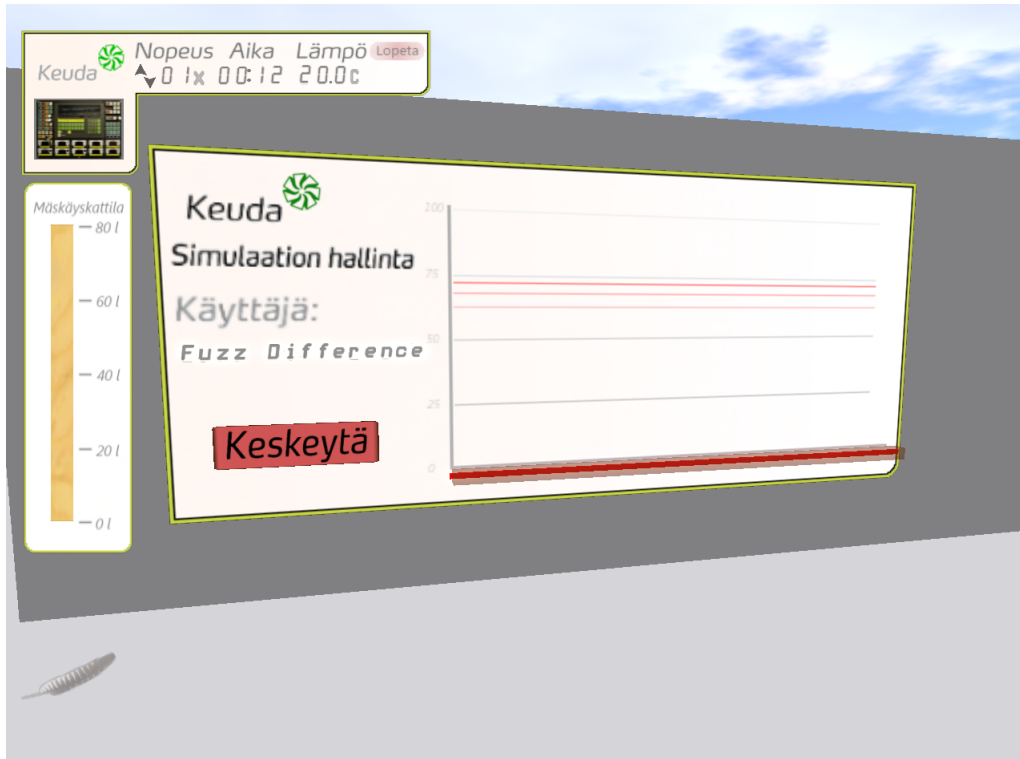 Keuda
Nopeus Aika Lämpö Lopeta
01x 00:12 20.0c
Mäskäyskattila
80 l
60 l
40 l
20 l
0 l
Keuda
Simulaation hallinta
Käyttäjä:
Fuzz Difference
Keskeytä
200
75
50
25
0